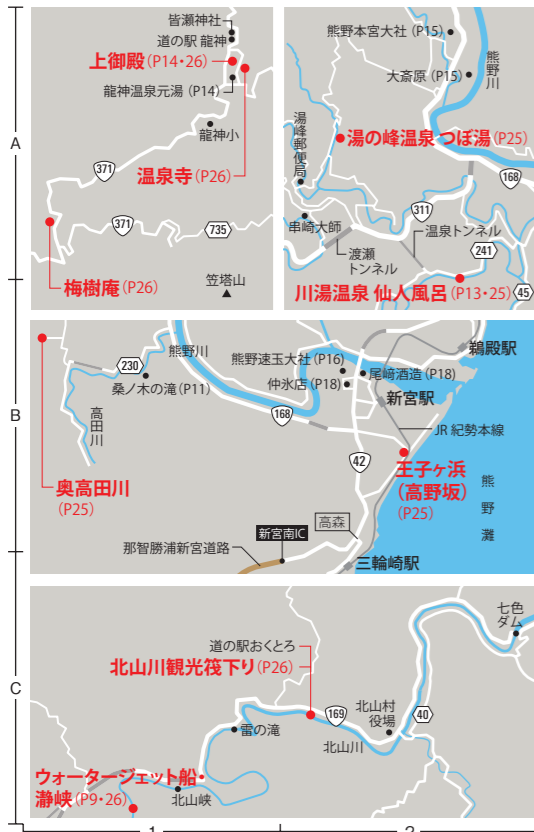 皆瀬神社
道の駅 龍神
上御殿(P14・26)
龍神温泉元湯(P14)
龍神小
温泉寺(P26)
371
371
735
梅樹庵(P26)
笠塔山
熊野本宮大社(P15)
大斎原(P15)
熊野川
湯峰郵便局
湯の峰温泉 つぼ湯(P25)
168
311
温泉トンネル
串崎大師
渡瀬
トンネル
241
川湯温泉 仙人風呂(P13・25)
45
A
熊野川
230
桑ノ木の滝(P11)
高田川
168
熊野速玉大社(P16)
仲氷店(P18)
尾﨑酒造(P18)
鵜殿駅
新宮駅
JR紀勢本線
42
王子ヶ浜
(高野坂)
(P25)
熊野灘
奥高田川
(P25)
高森
新宮南IC
那智勝浦新宮道路
三輪崎駅
B
七色
ダム
道の駅おくとろ
北山川観光筏下り(P26)
169
北山村
役場
40
北山川
雷の滝
ウォータージェット船
瀞峡(P9・26)
北山峡
C
1
2